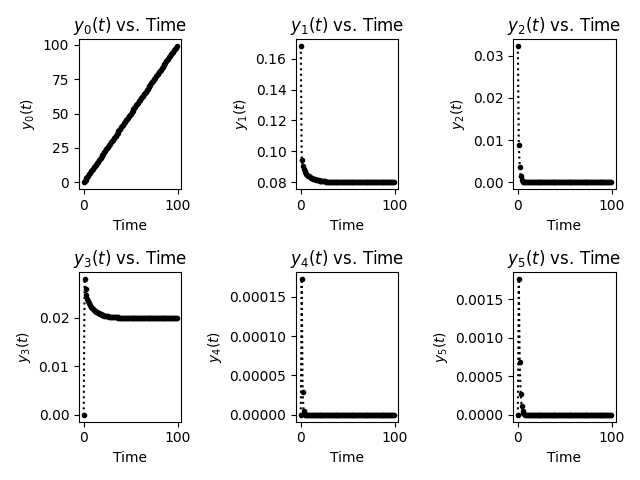 y₀(t) vs. Time
y₁(t) vs. Time
y₂(t) vs. Time
100
75
50
25
0
y₀(t)
0
100
Time
0.16
0.14
0.12
0.10
0.08
y₁(t)
0
100
Time
0.03
0.02
0.01
0.00
y₂(t)
0
100
Time
y₃(t) vs. Time
y₄(t) vs. Time
y₅(t) vs. Time
0.02
0.01
0.00
y₃(t)
0
100
Time
0.00015
0.00010
0.00005
0.00000
y₄(t)
0
100
Time
0.0015
0.0010
0.0005
0.0000
y₅(t)
0
100
Time